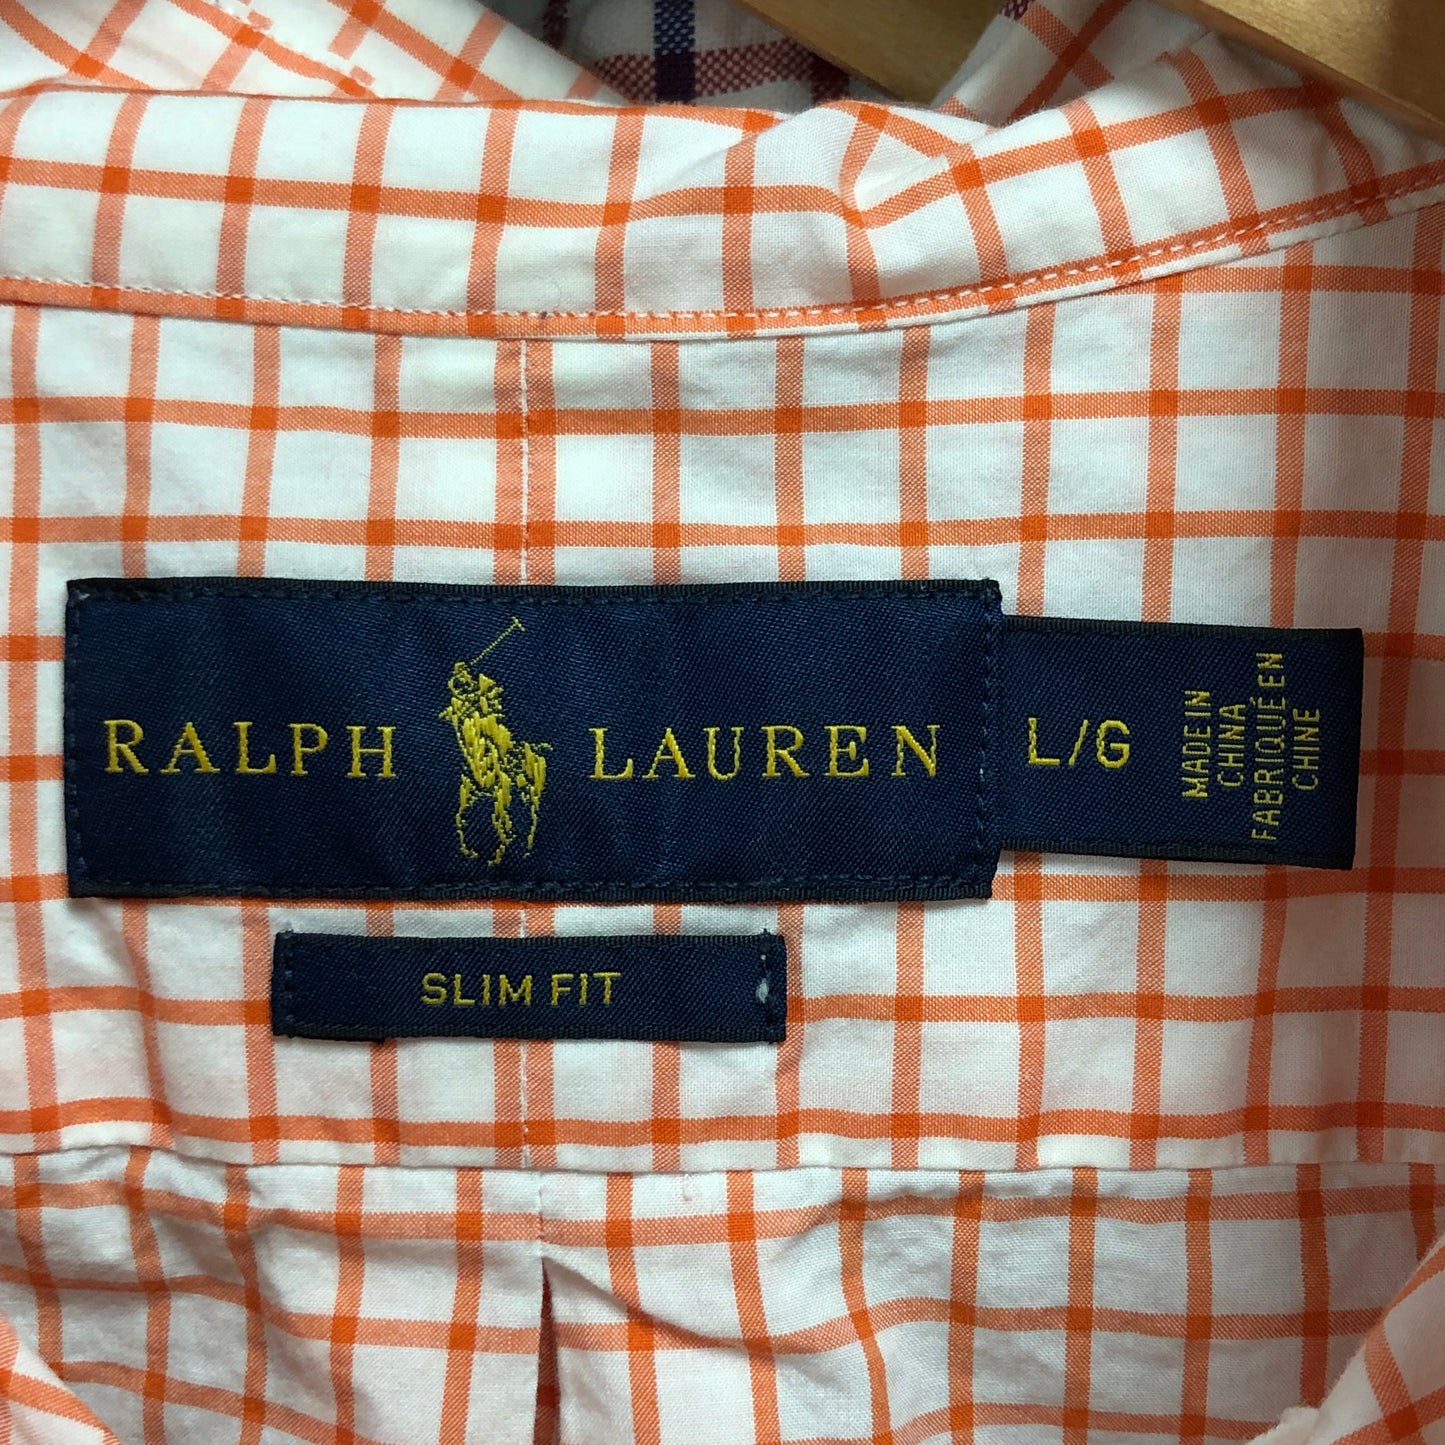 RALPH LAUREN
L/G
MADE IN
CHINA
FABRIQUÉ EN
CHINE
SLIM FIT